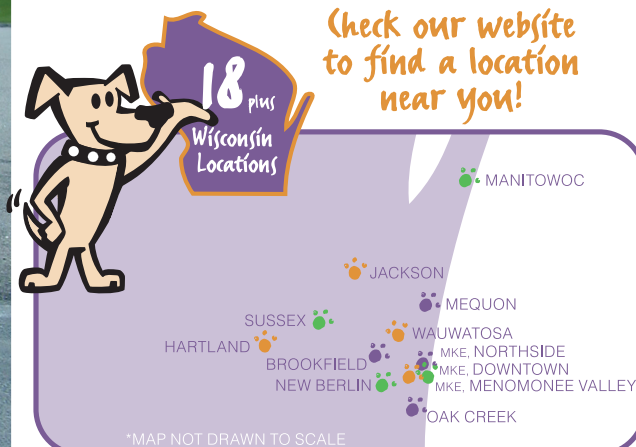 Check our website
to find a location
near you!
18 plus
Wisconsin
Locations
MANITOWOC
JACKSON
MEQUON
SUSSEX
WAUWATOSA
HARTLAND
MKE, NORTHSIDE
BROOKFIELD
MKE, DOWNTOWN
NEW BERLIN
MKE, MENOMONEE VALLEY
OAK CREEK
*MAP NOT DRAWN TO SCALE